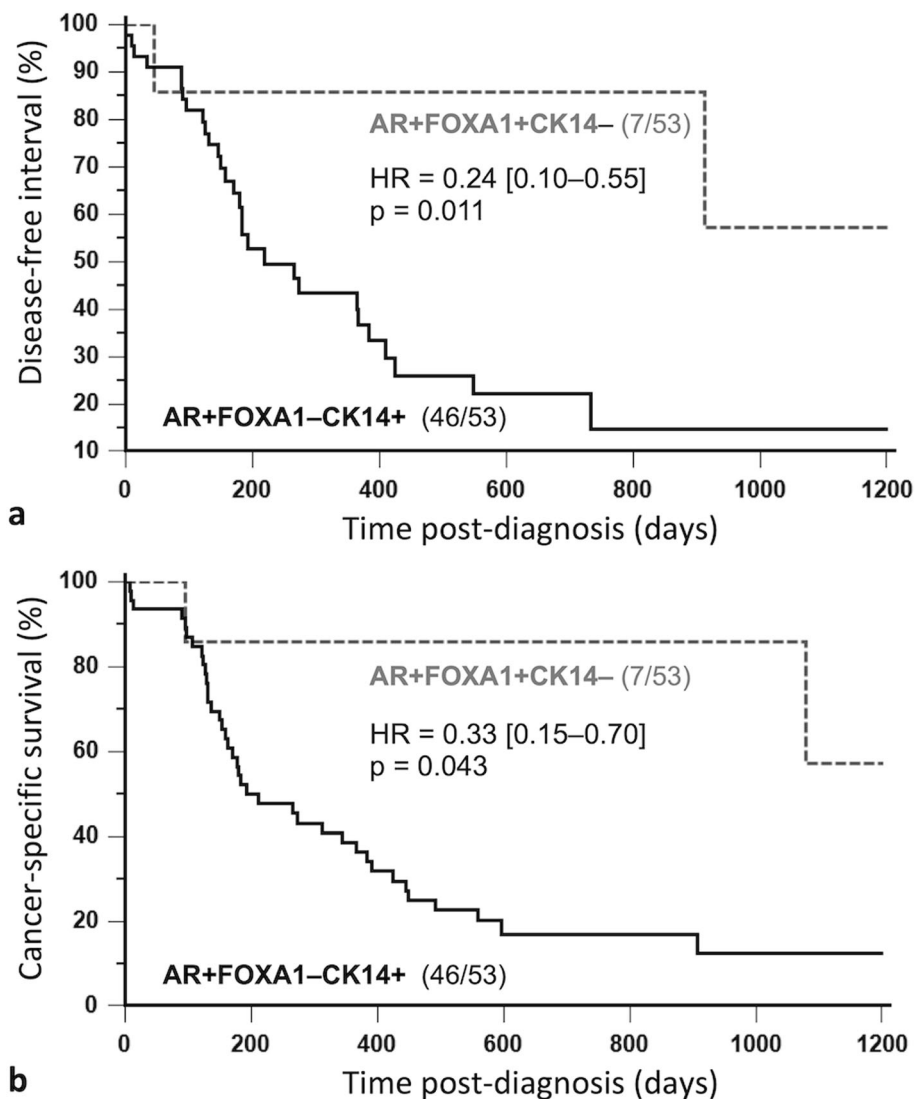 Disease-free interval (%)
100
90
80
70
60
50
40
30
20
10
AR+FOXA1+CK14– (7/53)
HR = 0.24 [0.10–0.55]
p = 0.011
AR+FOXA1–CK14+ (46/53)
0 200 400 600 800 1000 1200
a
Time post-diagnosis (days)
Cancer-specific survival (%)
100
80
60
40
20
0
AR+FOXA1+CK14– (7/53)
HR = 0.33 [0.15–0.70]
p = 0.043
AR+FOXA1–CK14+ (46/53)
0 200 400 600 800 1000 1200
b
Time post-diagnosis (days)